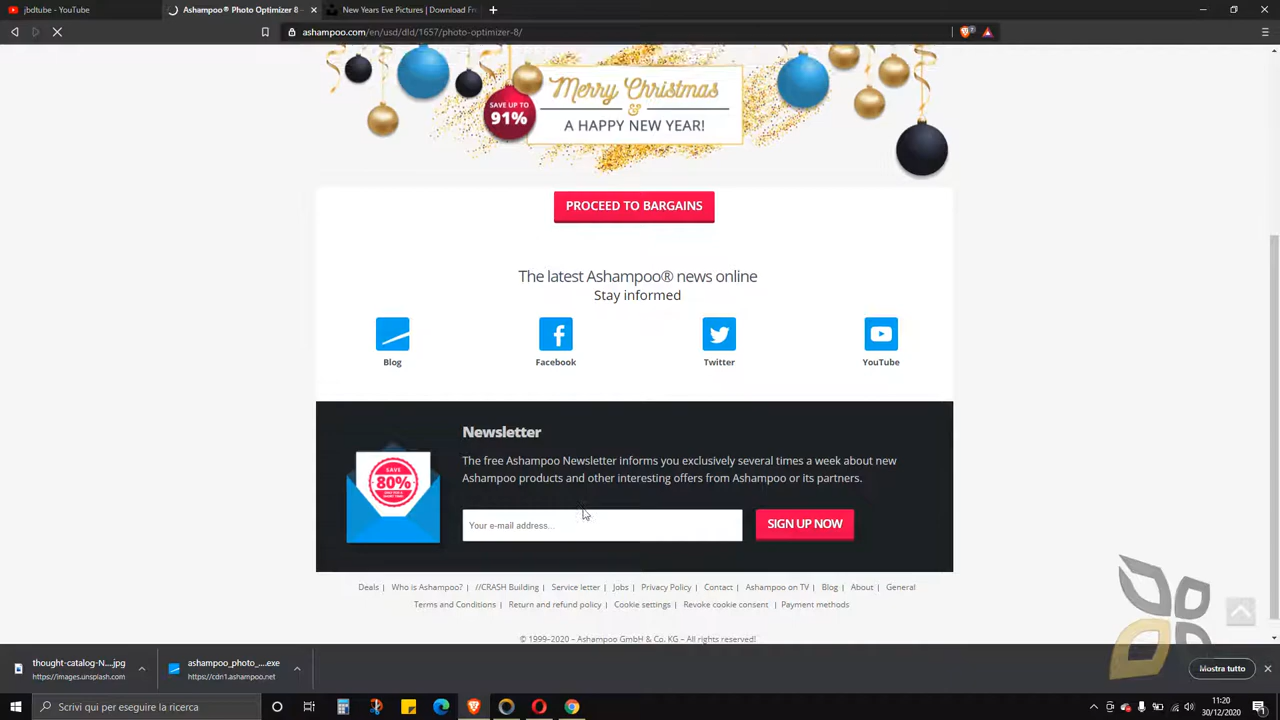 jbdtube - YouTube
Ashampoo® Photo Optimizer 8 -
New Years Eve Pictures | Download Fr
ashampoo.com/en/usd/dld/1657/photo-optimizer-8/
Merry Christmas
&
A HAPPY NEW YEAR!
SAVE UP TO
91%
PROCEED TO BARGAINS
The latest Ashampoo® news online
Stay informed
Blog
Facebook
Twitter
YouTube
Newsletter
The free Ashampoo Newsletter informs you exclusively several times a week about new
Ashampoo products and other interesting offers from Ashampoo or its partners.
SAVE
80%
Your e-mail address...
SIGN UP NOW
Deals | Who is Ashampoo? | //CRASH Building | Service letter | Jobs | Privacy Policy | Contact | Ashampoo on TV | Blog | About | General
Terms and Conditions | Return and refund policy | Cookie settings | Revoke cookie consent | Payment methods
© 1999–2020 – Ashampoo GmbH & Co. KG – All rights reserved!
thought-catalog-N....jpg
https://images.unsplash.com
ashampoo_photo_....exe
https://cdn1.ashampoo.net
Mostra tutto
Scrivi qui per eseguire la ricerca
11:20
30/12/2020